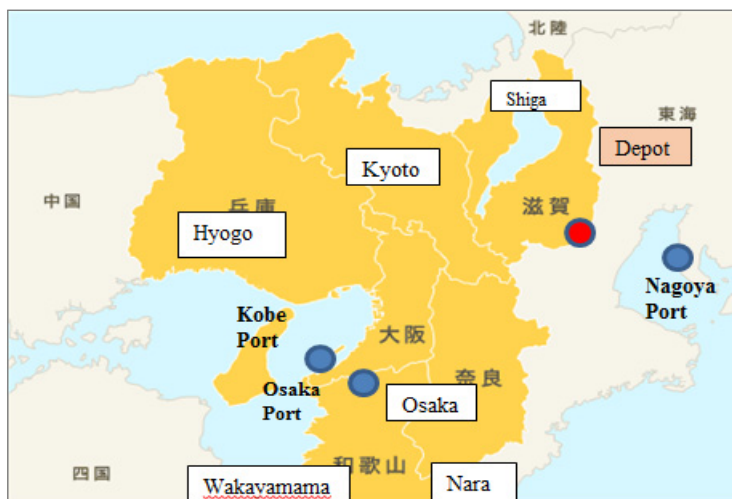 北陸
Shiga
東海
Depot
Kyoto
中国
兵庫
滋賀
Hyogo
Nagoya
Port
Kobe
Port
大阪
Osaka
Port
奈良
Osaka
和歌山
四国
Wakayamama
Nara